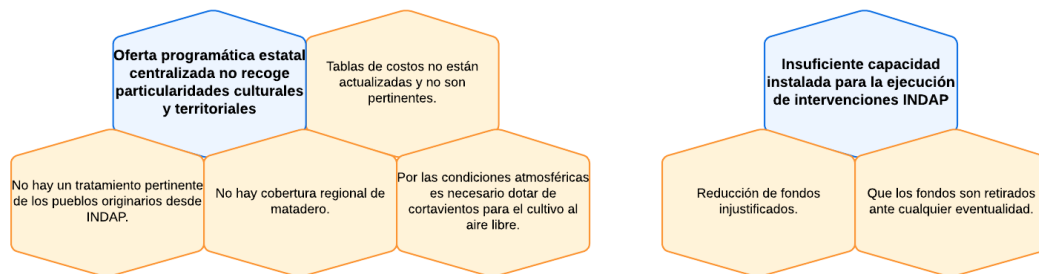 Oferta programática estatal
centralizada no recoge
particularidades culturales
y territoriales
Tablas de costos no están
actualizadas y no son
pertinentes.
No hay un tratamiento pertinente
de los pueblos originarios desde
INDAP.
No hay cobertura regional de
matadero.
Por las condiciones atmosféricas
es necesario dotar de
cortavientos para el cultivo al
aire libre.
Insuficiente capacidad
instalada para la ejecución
de intervenciones INDAP
Reducción de fondos
injustificados.
Que los fondos son retirados
ante cualquier eventualidad.